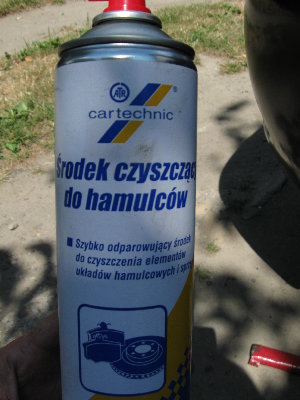 ATR
cartechnic®
Środek czyszczący
do hamulców
Szybko odparowujący środek
do czyszczenia elementów
układów hamulcowych i